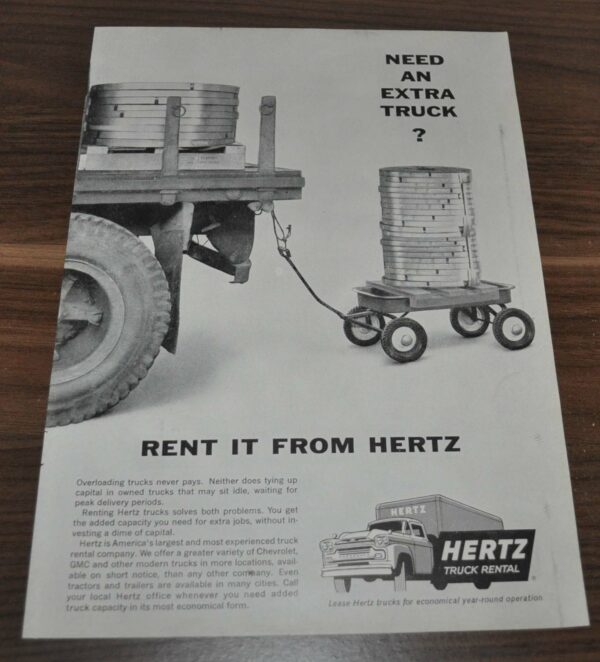 NEED
AN
EXTRA
TRUCK
?
RENT IT FROM HERTZ
Overloading trucks never pays. Neither does tying up
capital in owned trucks that may sit idle, waiting for
peak delivery periods.
Renting Hertz trucks solves both problems. You get
the added capacity you need for extra jobs, without in-
vesting a dime of capital.
Hertz is America's largest and most experienced truck
rental company. We offer a greater variety of Chevrolet,
GMC and other modern trucks in more locations, avail-
able on short notice, than any other company. Even
tractors and trailers are available in many cities. Call
your local Hertz office whenever you need added
truck capacity in its most economical form.
HERTZ
HERTZ
TRUCK RENTAL
Lease Hertz trucks for economical year-round operation